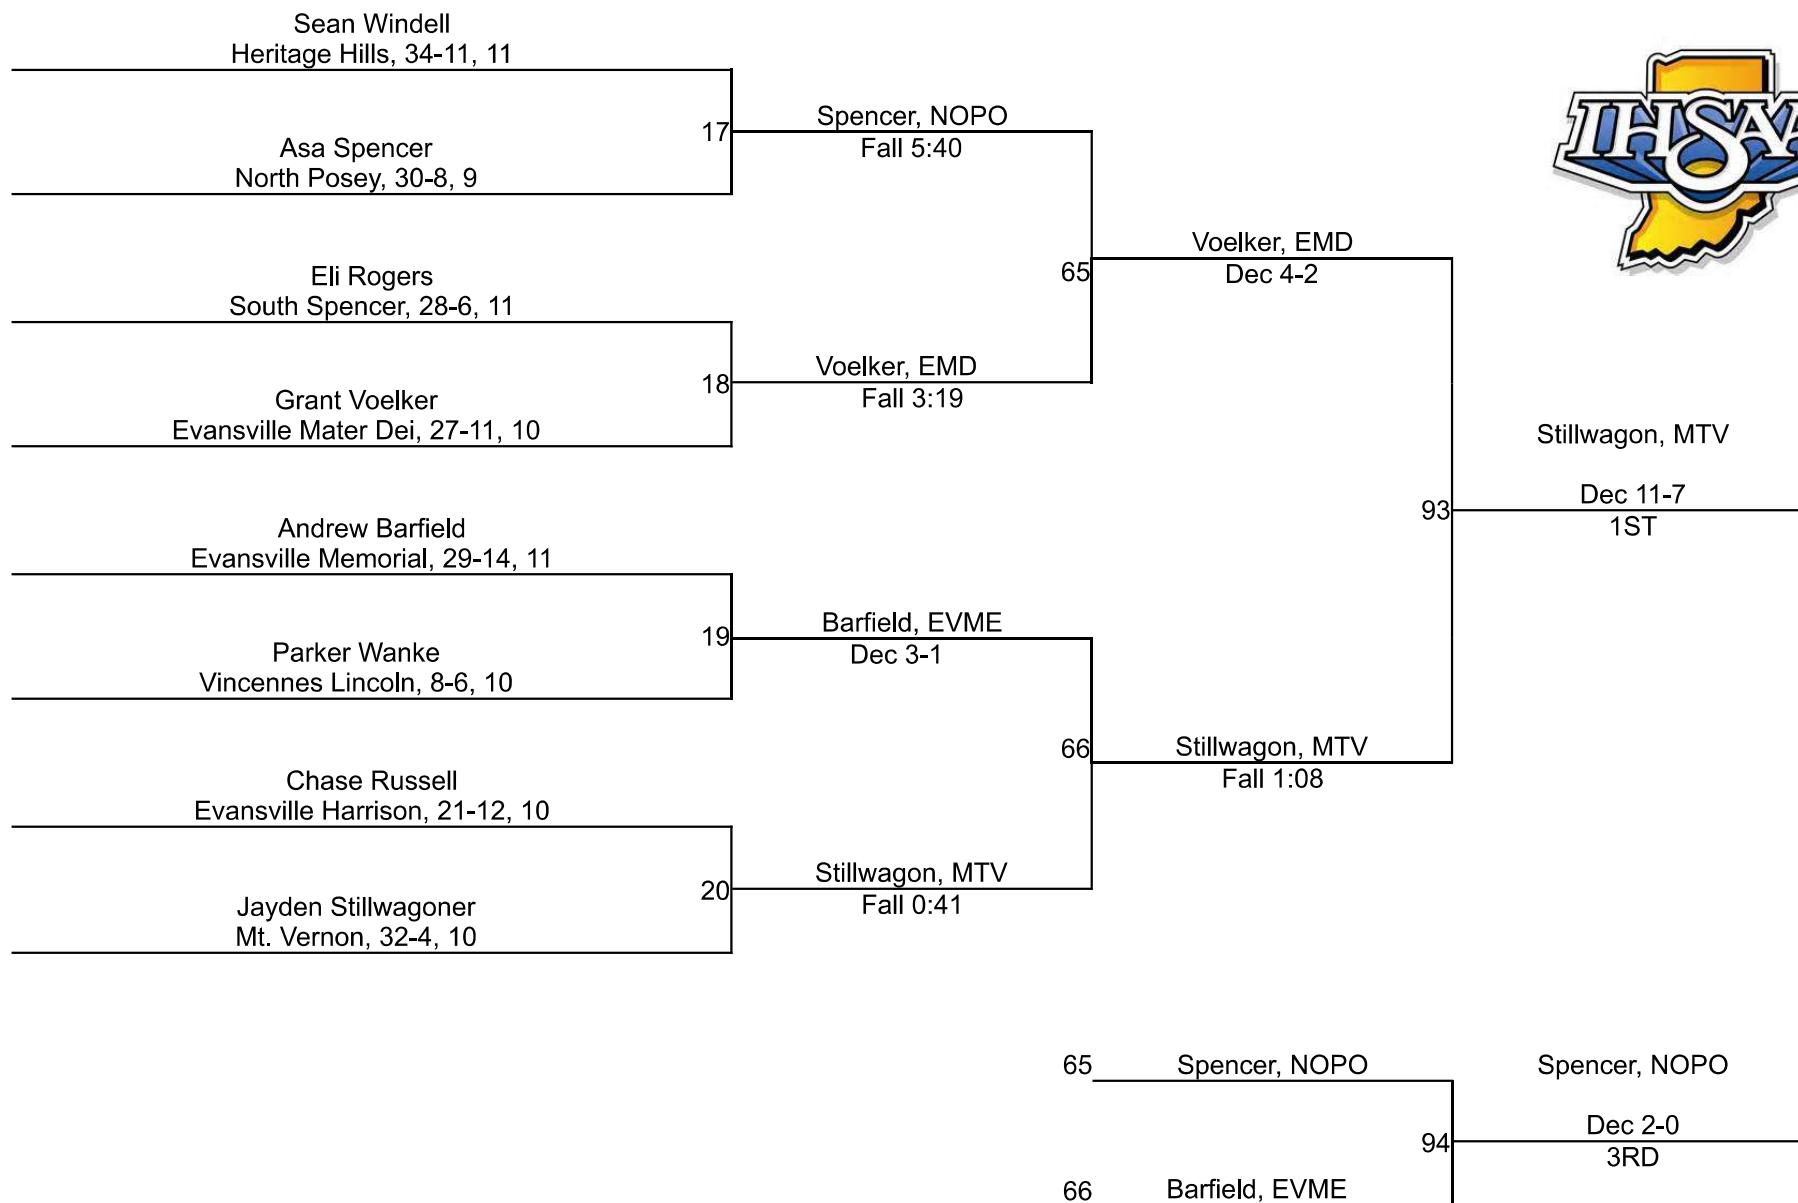 Sean Windell
Heritage Hills, 34-11, 11
17
Asa Spencer
North Posey, 30-8, 9
Spencer, NOPO
Fall 5:40
Eli Rogers
South Spencer, 28-6, 11
18
Grant Voelker
Evansville Mater Dei, 27-11, 10
Voelker, EMD
Fall 3:19
65
Voelker, EMD
Dec 4-2
Andrew Barfield
Evansville Memorial, 29-14, 11
19
Parker Wanke
Vincennes Lincoln, 8-6, 10
Barfield, EVME
Dec 3-1
Chase Russell
Evansville Harrison, 21-12, 10
20
Jayden Stillwagoner
Mt. Vernon, 32-4, 10
Stillwagon, MTV
Fall 0:41
66
Stillwagon, MTV
Fall 1:08
93
Stillwagon, MTV
Dec 11-7
1ST
IHSAA
65
Spencer, NOPO
66
Barfield, EVME
94
Spencer, NOPO
Dec 2-0
3RD